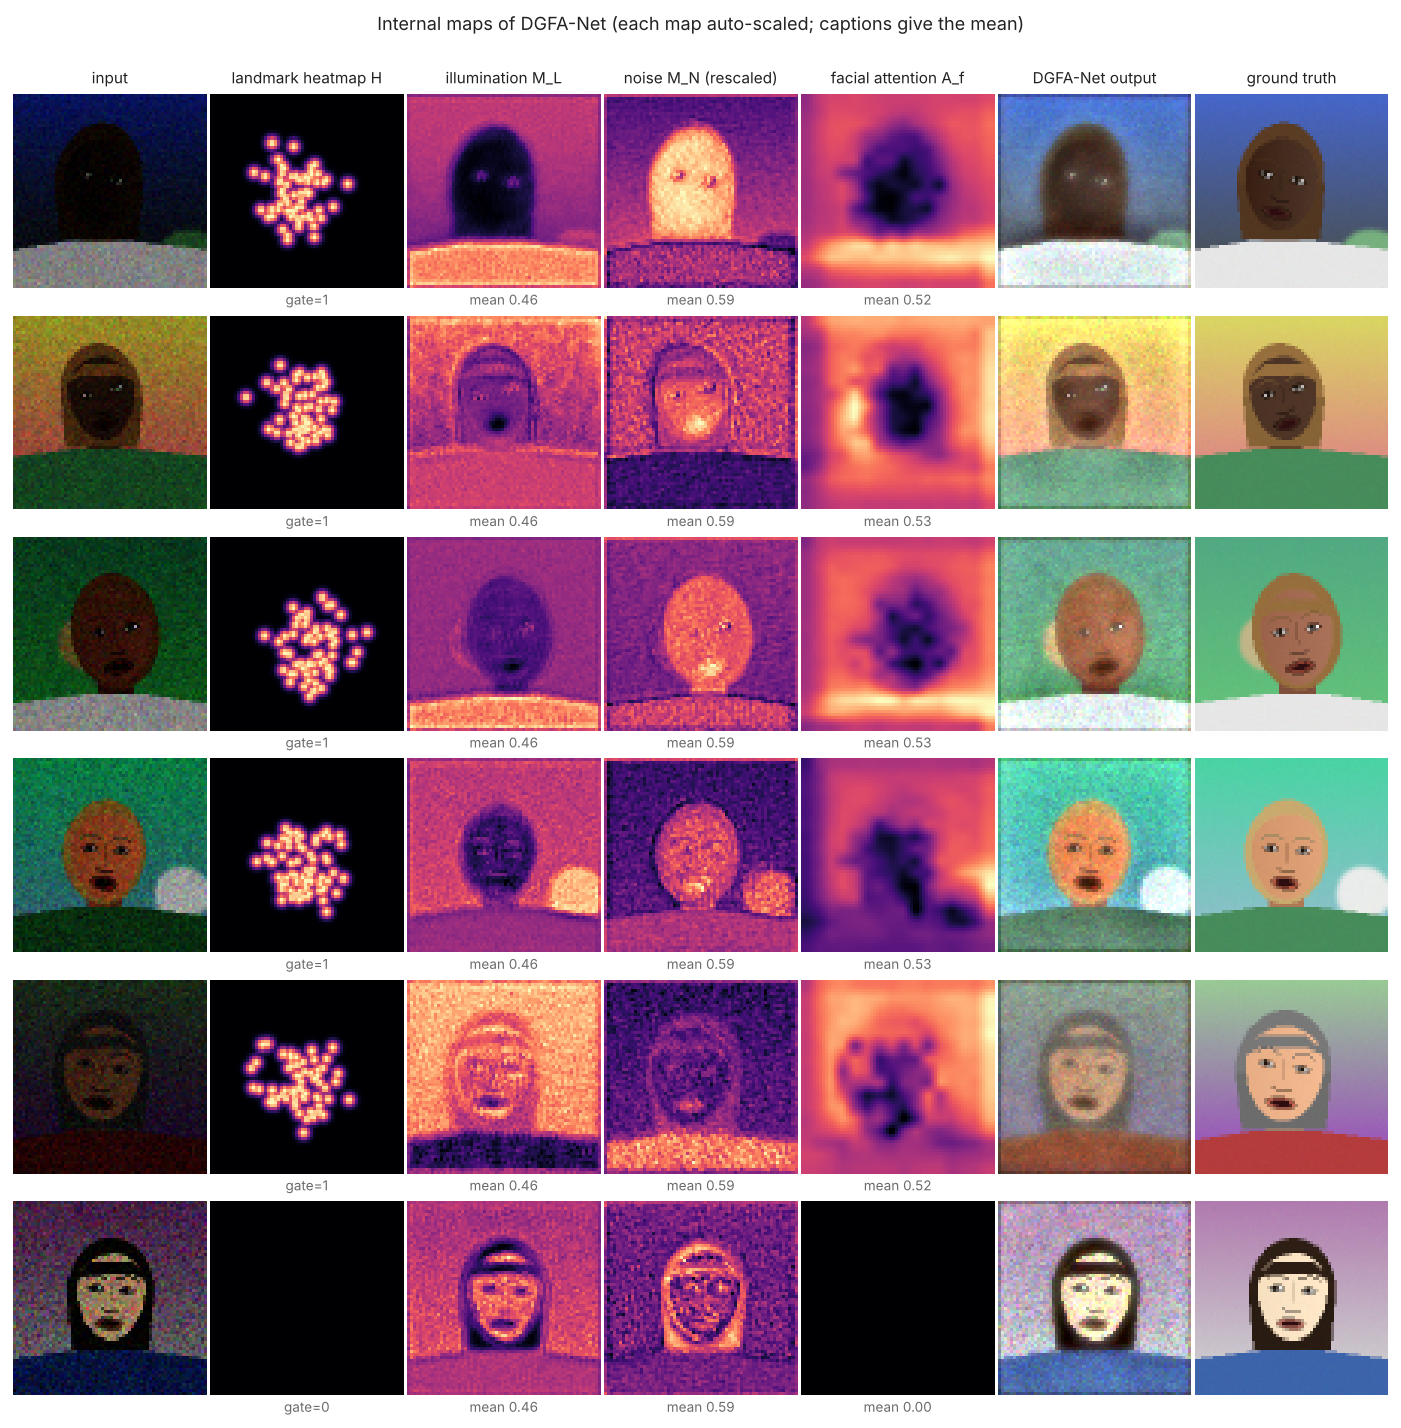 Internal maps of DGFA-Net (each map auto-scaled; captions give the mean)
input landmark heatmap H illumination M_L noise M_N (rescaled) facial attention A_f DGFA-Net output ground truth
gate=1 mean 0.46 mean 0.59 mean 0.52
gate=1 mean 0.46 mean 0.59 mean 0.53
gate=1 mean 0.46 mean 0.59 mean 0.53
gate=1 mean 0.46 mean 0.59 mean 0.53
gate=1 mean 0.46 mean 0.59 mean 0.52
gate=0 mean 0.46 mean 0.59 mean 0.00